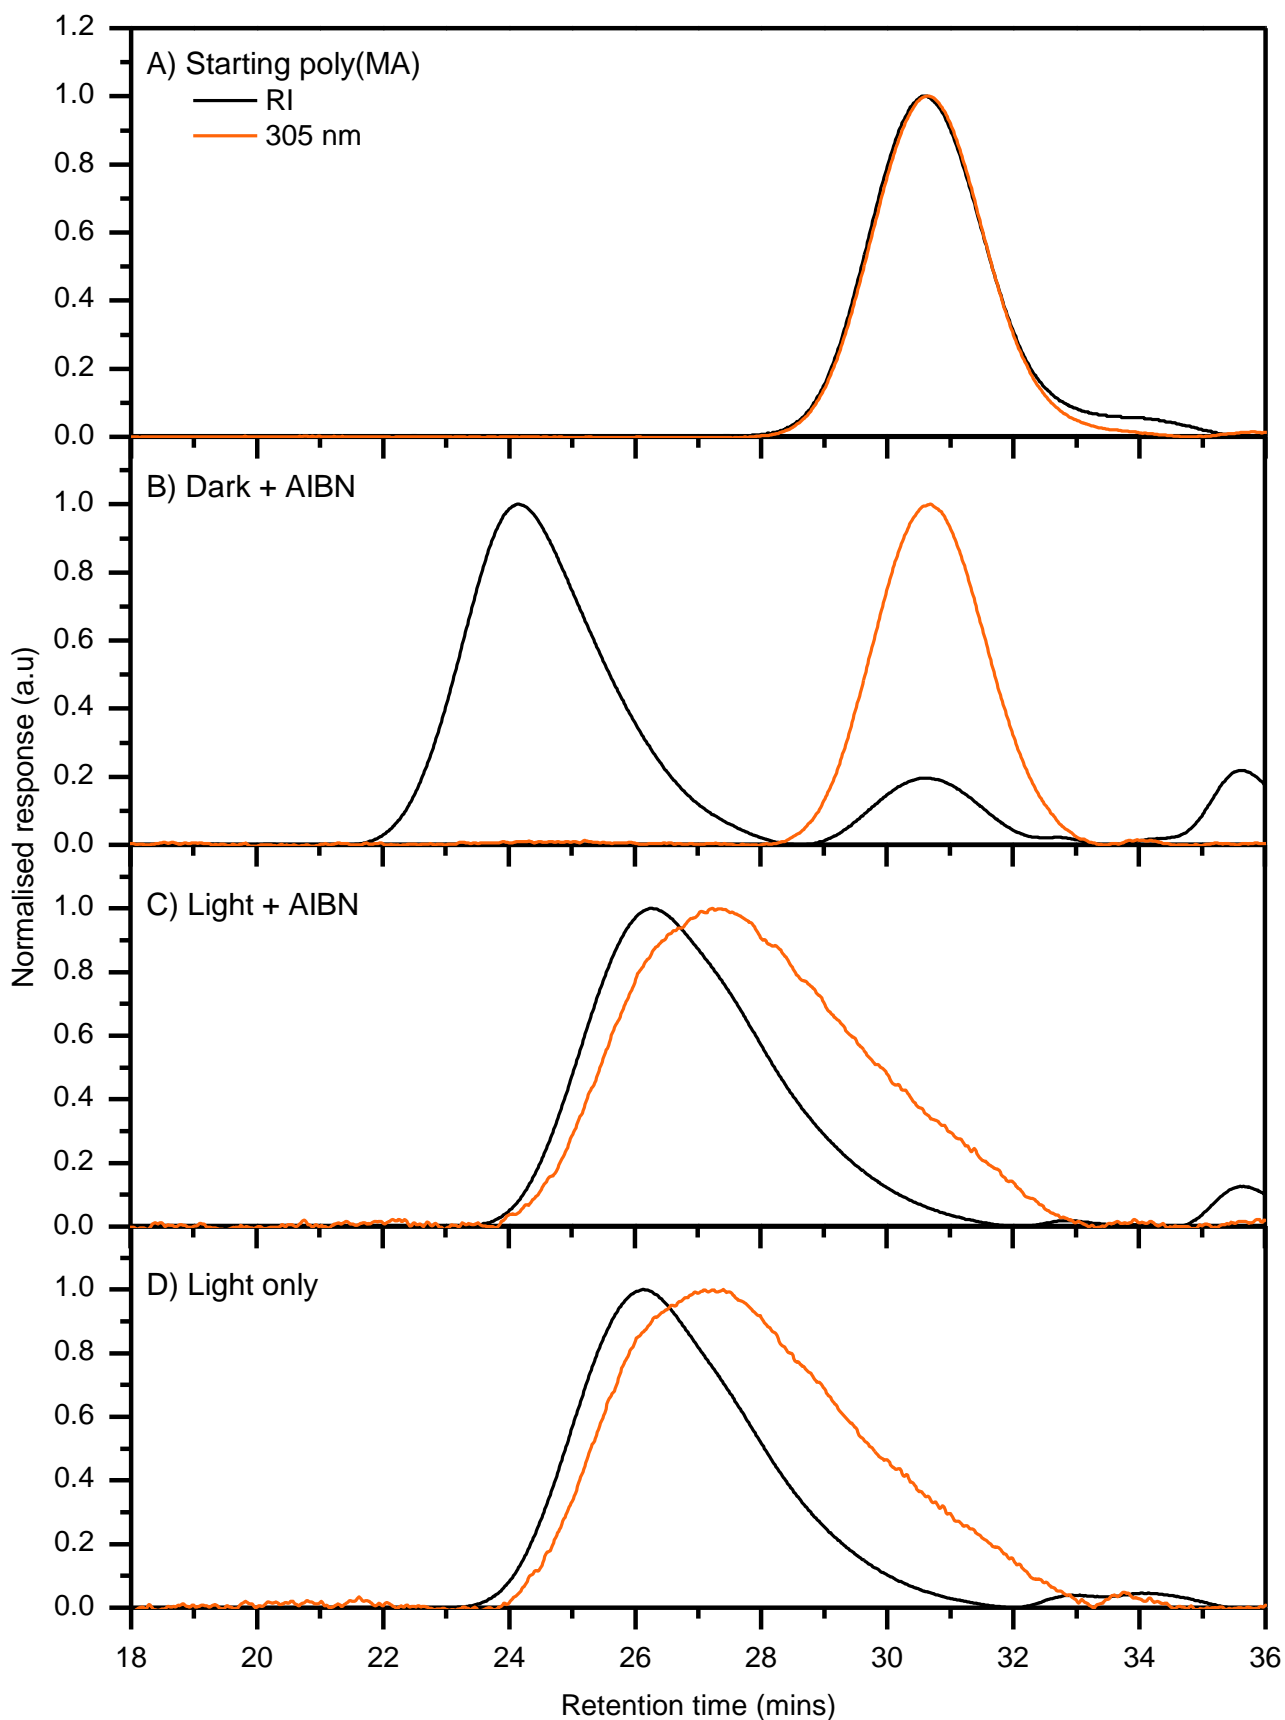 Normalised response (a.u)
1.2
1.0
0.8
0.6
0.4
0.2
0.0
A) Starting poly(MA)
RI
305 nm
1.0
0.8
0.6
0.4
0.2
0.0
B) Dark + AIBN
1.0
0.8
0.6
0.4
0.2
0.0
C) Light + AIBN
1.0
0.8
0.6
0.4
0.2
0.0
D) Light only
18 20 22 24 26 28 30 32 34 36
Retention time (mins)